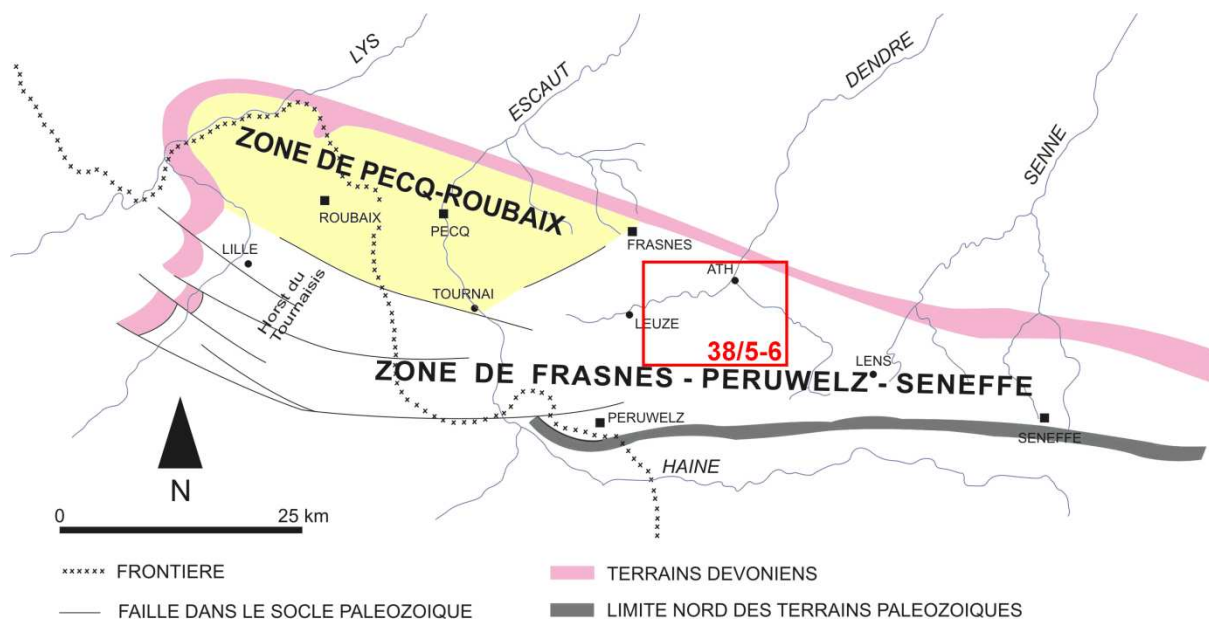 LYS
ESCAUT
DENDRE
SENNE
ZONE DE PECQ-ROUBAIX
ROUBAIX
PECQ
FRASNES
LILLE
ATH
Horst du
Tournaisis
TOURNAI
LEUZE
38/5-6
LENS
ZONE DE FRASNES - PERUWELZ - SENEFFE
PERUWELZ
SENEFFE
HAINE
N
0 25 km
FRONTIERE
TERRAINS DEVONIENS
FAILLE DANS LE SOCLE PALEOZOIQUE
LIMITE NORD DES TERRAINS PALEOZOIQUES